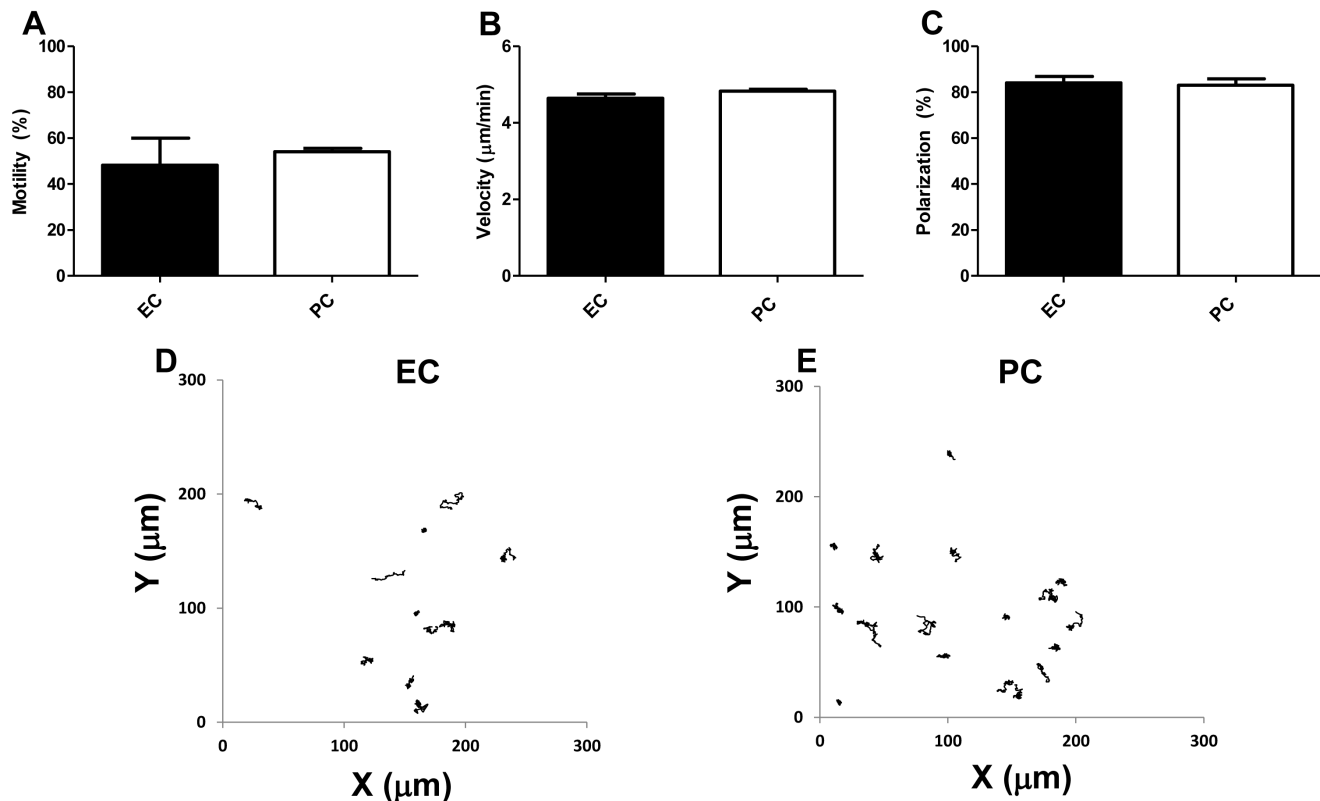 A
Motility (%)
100
80
60
40
20
0
EC
PC
B
Velocity (μm/min)
6
4
2
0
EC
PC
C
Polarization (%)
100
80
60
40
20
0
EC
PC
D
EC
Y (μm)
300
200
100
0
0
100
200
300
X (μm)
E
PC
Y (μm)
300
200
100
0
0
100
200
300
X (μm)